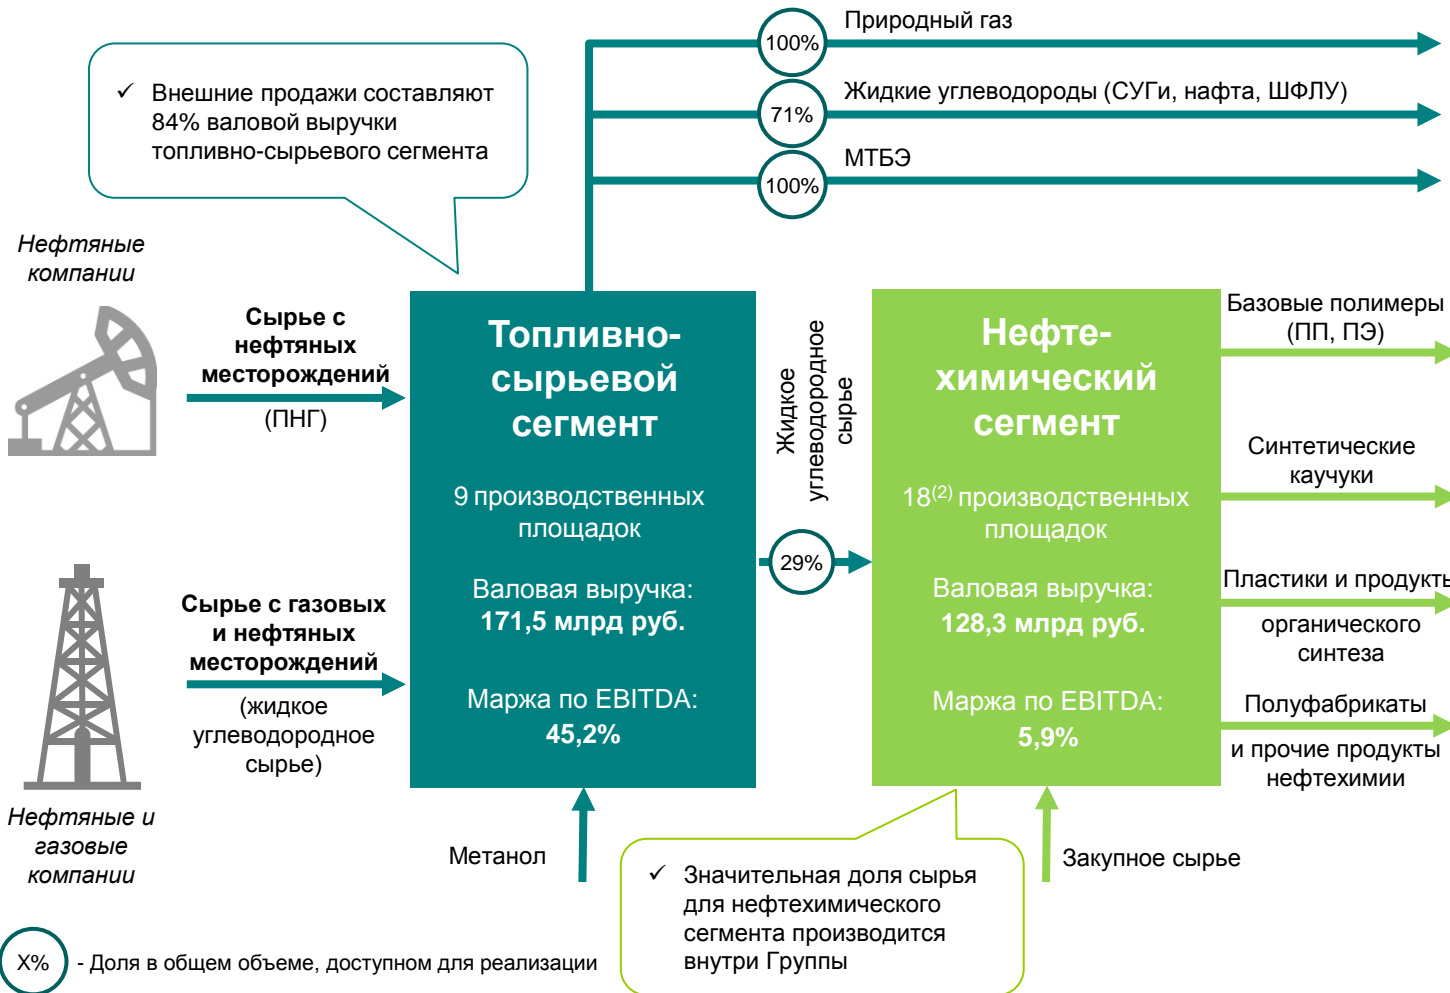 Природный газ
100%
Жидкие углеводороды (СУГи, нафта, ШФЛУ)
71%
МТБЭ
100%
✓ Внешние продажи составляют
84% валовой выручки
топливно-сырьевого сегмента
Нефтяные
компании
Сырье с
нефтяных
месторождений
(ПНГ)
Топливно-
сырьевой
сегмент
9 производственных
площадок
Валовая выручка:
171,5 млрд руб.
Маржа по EBITDA:
45,2%
Жидкое
углеводородное
сырье
29%
Нефте-
химический
сегмент
18(2) производственных
площадок
Валовая выручка:
128,3 млрд руб.
Маржа по EBITDA:
5,9%
Базовые полимеры
(ПП, ПЭ)
Синтетические
каучуки
Пластики и продукты
органического
синтеза
Полуфабрикаты
и прочие продукты
нефтехимии
Сырье с газовых
и нефтяных
месторождений
(жидкое
углеводородное
сырье)
Нефтяные и
газовые
компании
Метанол
✓ Значительная доля сырья
для нефтехимического
сегмента производится
внутри Группы
Закупное сырье
X%
- Доля в общем объеме, доступном для реализации